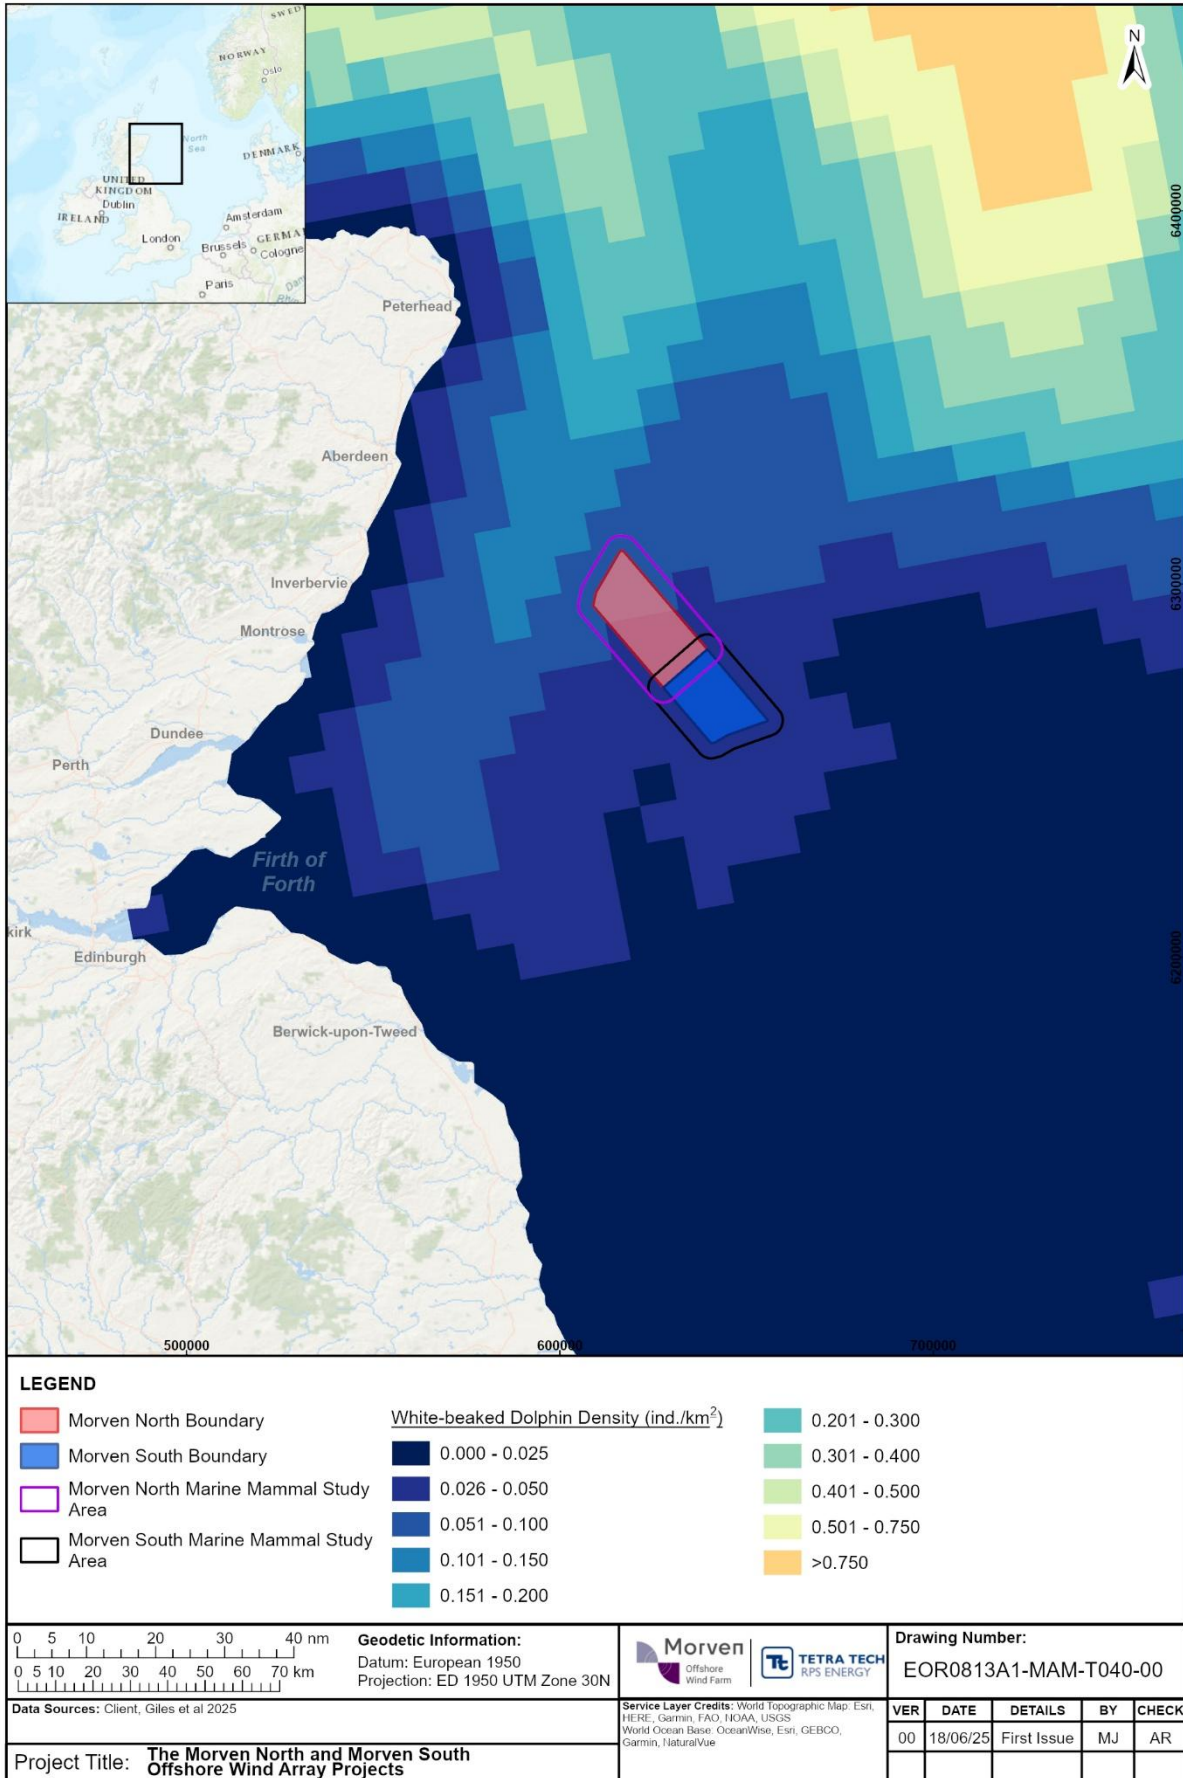 SWED
NORWAY
Oslo
North
Sea
DENMARK
UNITED
KINGDOM
Dublin
IRELAND
Amsterdam
London
Brussels
GERMA
Cologne
Paris
N
6400000
Peterhead
Aberdeen
Inverbervie
6300000
Montrose
Dundee
Perth
Firth of
Forth
kirk
Edinburgh
6200000
Berwick-upon-Tweed
500000
600000
700000
LEGEND
Morven North Boundary
Morven South Boundary
Morven North Marine Mammal Study
Area
Morven South Marine Mammal Study
Area
White-beaked Dolphin Density (ind./km²)
0.000 - 0.025
0.026 - 0.050
0.051 - 0.100
0.101 - 0.150
0.151 - 0.200
0.201 - 0.300
0.301 - 0.400
0.401 - 0.500
0.501 - 0.750
>0.750
0 5 10 20 30 40 nm
0 5 10 20 30 40 50 60 70 km
Geodetic Information:
Datum: European 1950
Projection: ED 1950 UTM Zone 30N
Morven
Offshore
Wind Farm
Tt
TETRA TECH
RPS ENERGY
Drawing Number:
EOR0813A1-MAM-T040-00
Data Sources: Client, Giles et al 2025
Service Layer Credits: World Topographic Map: Esri,
HERE, Garmin, FAO, NOAA, USGS
World Ocean Base: OceanWise, Esri, GEBCO,
Garmin, NaturalVue
VER DATE DETAILS BY CHECK
00 18/06/25 First Issue MJ AR
Project Title: The Morven North and Morven South
Offshore Wind Array Projects